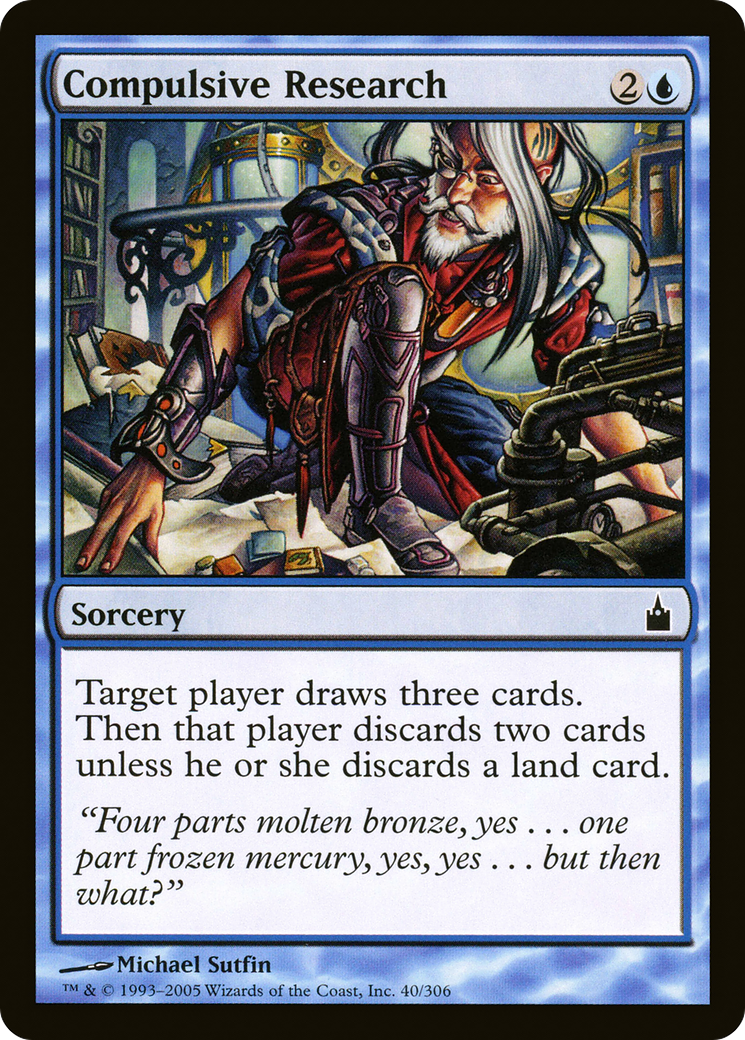 Compulsive Research 2
Sorcery
Target player draws three cards.
Then that player discards two cards
unless he or she discards a land card.
“Four parts molten bronze, yes . . . one
part frozen mercury, yes, yes . . . but then
what?”
Michael Sutfin
™ & © 1993–2005 Wizards of the Coast, Inc. 40/306